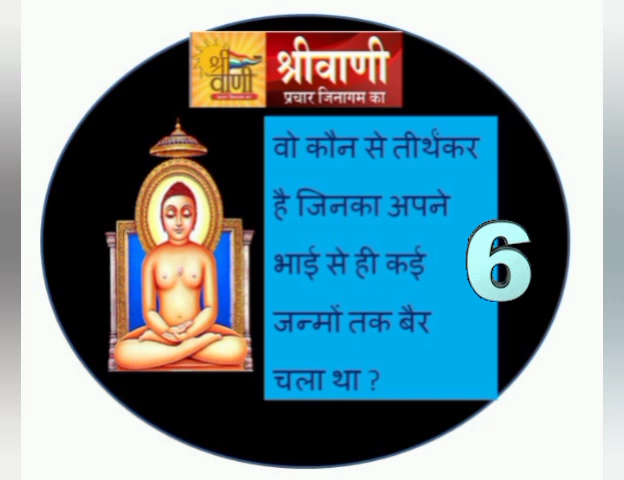 श्री
वाणी
श्रीवाणी
प्रचार जिनागम का
वो कौन से तीर्थंकर
है जिनका अपने
भाई से ही कई
जन्मों तक बैर
चला था ?
6